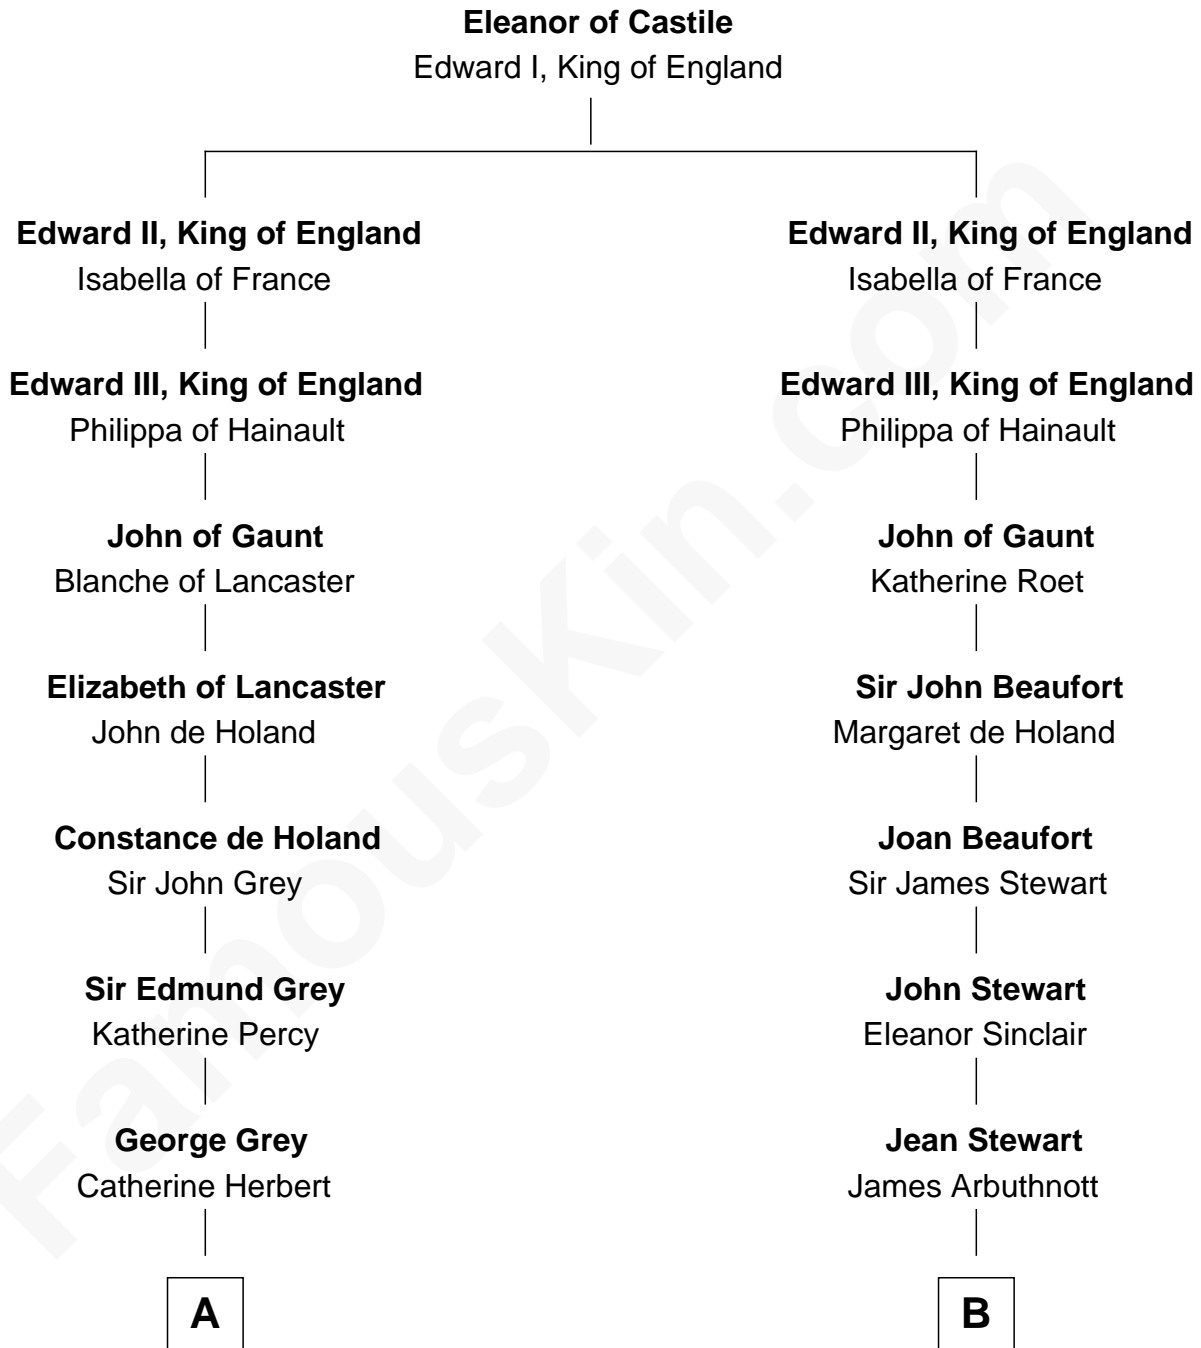 Eleanor of Castile
Edward I, King of England
Edward II, King of England
Isabella of France
Edward III, King of England
Philippa of Hainault
John of Gaunt
Blanche of Lancaster
Elizabeth of Lancaster
John de Holand
Constance de Holand
Sir John Grey
Sir Edmund Grey
Katherine Percy
George Grey
Catherine Herbert
A
Edward II, King of England
Isabella of France
Edward III, King of England
Philippa of Hainault
John of Gaunt
Katherine Roet
Sir John Beaufort
Margaret de Holand
Joan Beaufort
Sir James Stewart
John Stewart
Eleanor Sinclair
Jean Stewart
James Arbuthnott
B
FamousKin.com